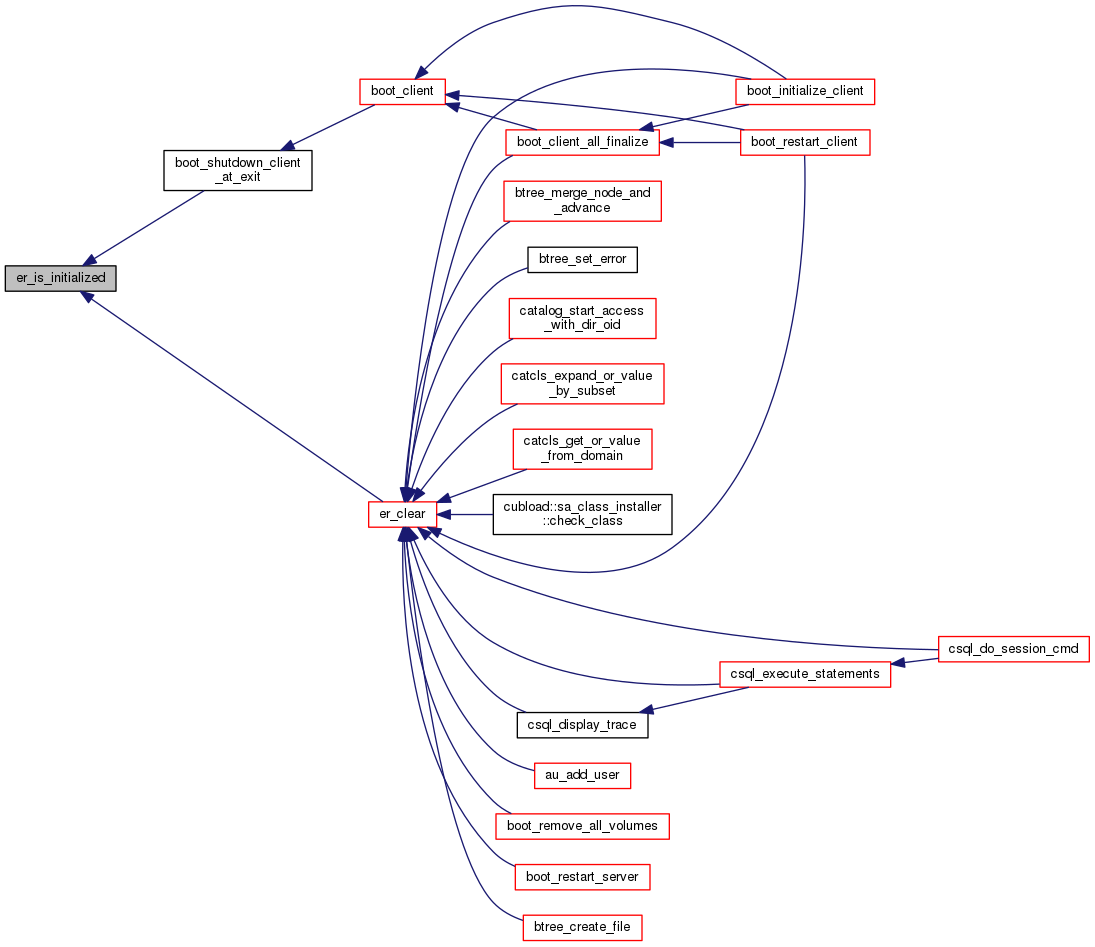 boot_client
boot_initialize_client
boot_client_all_finalize
boot_restart_client
boot_shutdown_client
_at_exit
btree_merge_node_and
_advance
btree_set_error
er_is_initialized
catalog_start_access
_with_dir_oid
catcls_expand_or_value
_by_subset
catcls_get_or_value
_from_domain
er_clear
cubload::sa_class_installer
::check_class
csql_do_session_cmd
csql_execute_statements
csql_display_trace
au_add_user
boot_remove_all_volumes
boot_restart_server
btree_create_file